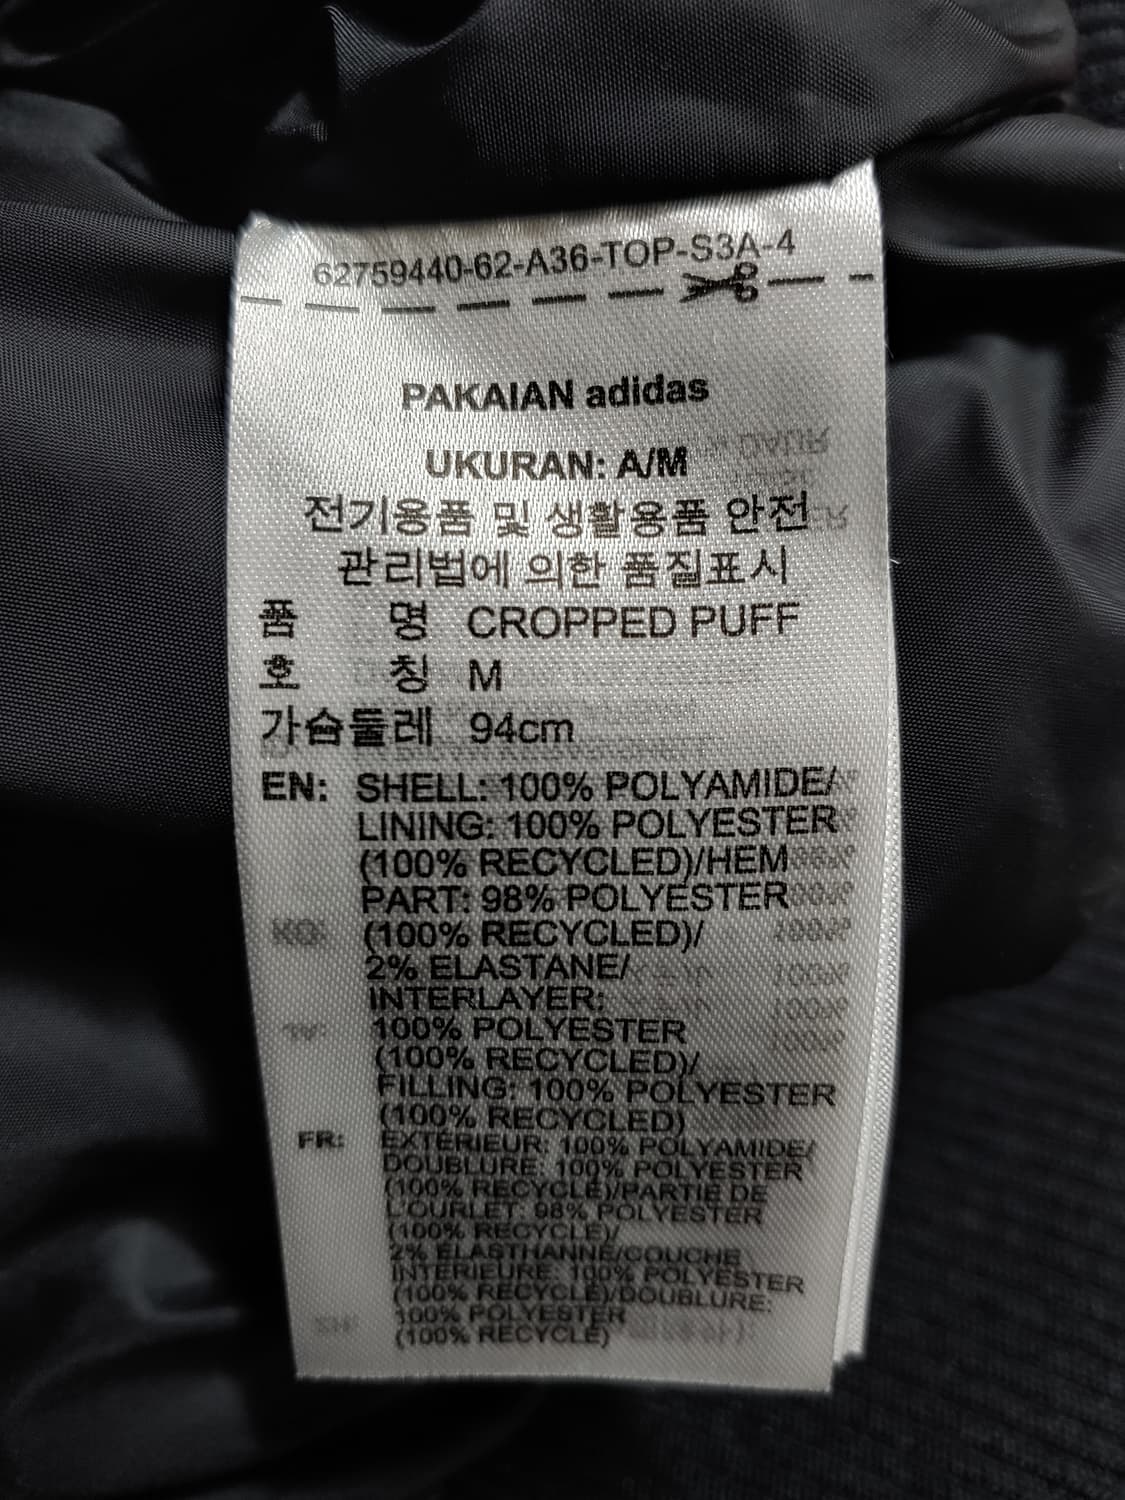 62759440-62-A36-TOP-S3A-4
PAKAIAN adidas
UKURAN: A/M
전기용품 및 생활용품 안전
관리법에 의한 품질표시
품 명 CROPPED PUFF
호 칭 M
가슴둘레 94cm
EN: SHELL: 100% POLYAMIDE/
LINING: 100% POLYESTER
(100% RECYCLED)/HEM
PART: 98% POLYESTER
(100% RECYCLED)/
2% ELASTANE/
INTERLAYER:
100% POLYESTER
(100% RECYCLED)/
FILLING: 100% POLYESTER
(100% RECYCLED)
FR: EXTÉRIEUR: 100% POLYAMIDE/
DOUBLURE: 100% POLYESTER
(100% RECYCLÉ)/PARTIE DE
L'OURLET: 98% POLYESTER
(100% RECYCLÉ)/
2% ÉLASTHANNE/COUCHE
INTÉRIEURE: 100% POLYESTER
(100% RECYCLÉ)/DOUBLURE:
100% POLYESTER
(100% RECYCLÉ)